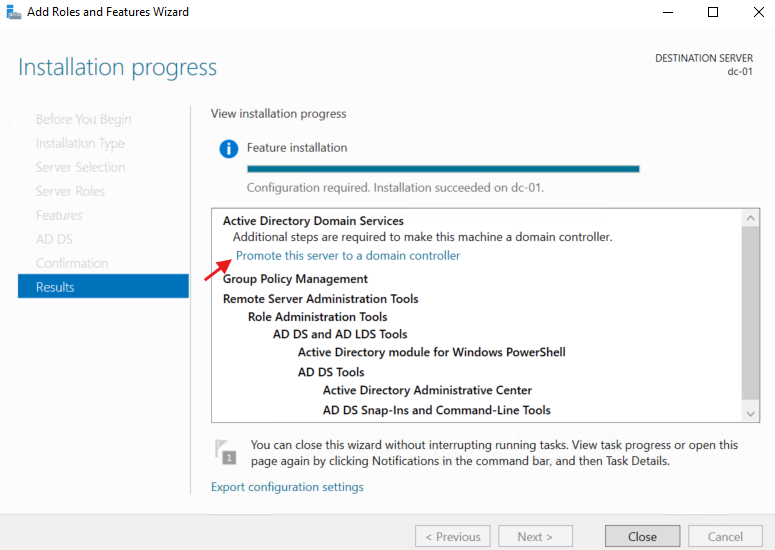 Add Roles and Features Wizard
Installation progress
DESTINATION SERVER
dc-01
Before You Begin
Installation Type
Server Selection
Server Roles
Features
AD DS
Confirmation
Results
View installation progress
Feature installation
Configuration required. Installation succeeded on dc-01.
Active Directory Domain Services
Additional steps are required to make this machine a domain controller.
Promote this server to a domain controller
Group Policy Management
Remote Server Administration Tools
Role Administration Tools
AD DS and AD LDS Tools
Active Directory module for Windows PowerShell
AD DS Tools
Active Directory Administrative Center
AD DS Snap-Ins and Command-Line Tools
1
You can close this wizard without interrupting running tasks. View task progress or open this
page again by clicking Notifications in the command bar, and then Task Details.
Export configuration settings
< Previous
Next >
Close
Cancel